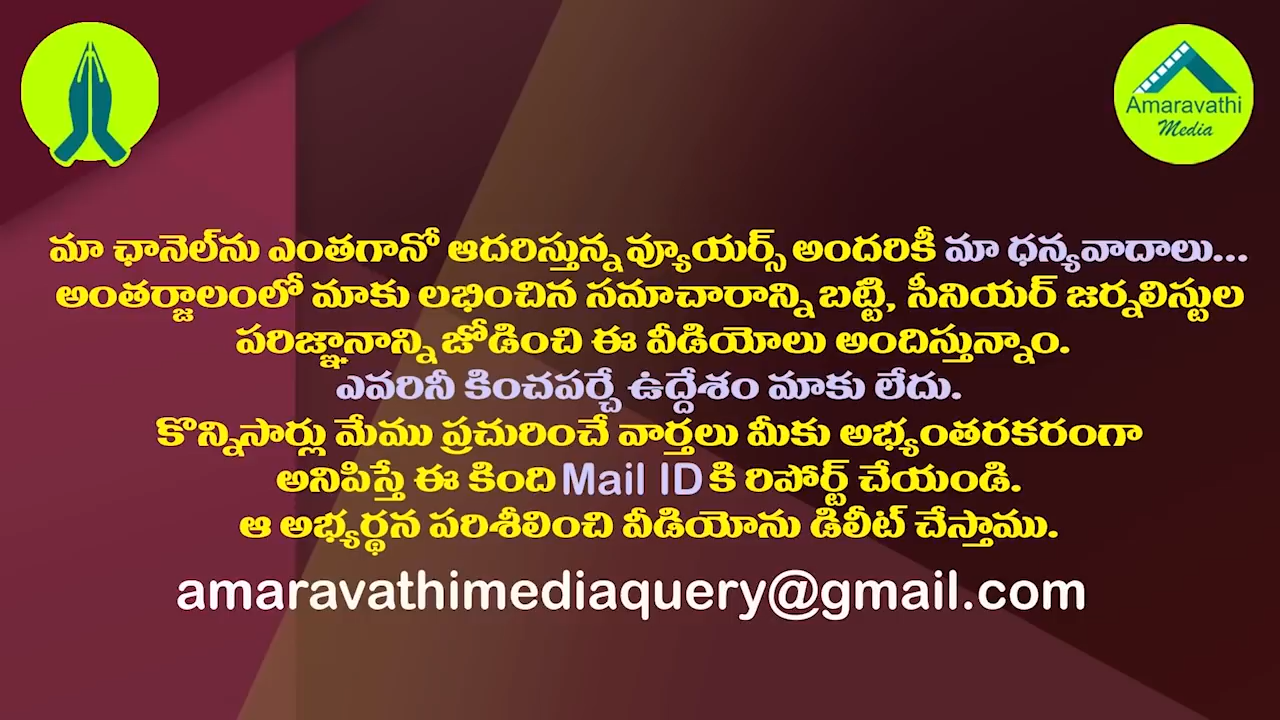 Amaravathi
Media
మా ఛానెల్‌ను ఎంతగానో ఆదరిస్తున్న వ్యూయర్స్ అందరికీ మా ధన్యవాదాలు...
అంతర్జాలంలో మాకు లభించిన సమాచారాన్ని బట్టి, సీనియర్ జర్నలిస్టుల
పరిజ్ఞానాన్ని జోడించి ఈ వీడియోలు అందిస్తున్నాం.
ఎవరినీ కించపర్చే ఉద్దేశం మాకు లేదు.
కొన్నిసార్లు మేము ప్రచురించే వార్తలు మీకు అభ్యంతరకరంగా
అనిపిస్తే ఈ కింది Mail ID కి రిపోర్ట్ చేయండి.
ఆ అభ్యర్థన పరిశీలించి వీడియోను డిలీట్ చేస్తాము.
amaravathimediaquery@gmail.com